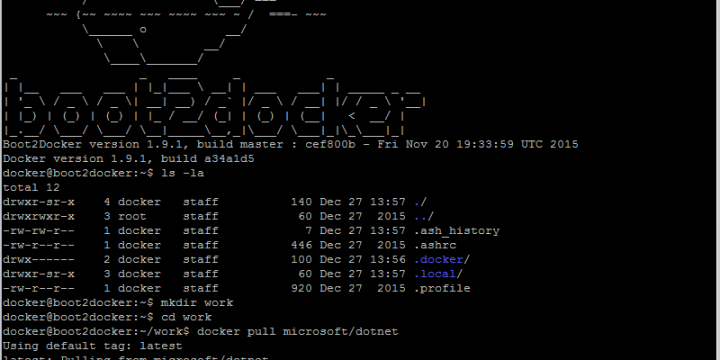 boot2docker
Boot2Docker version 1.9.1, build master : cef800b - Fri Nov 20 19:33:59 UTC 2015
Docker version 1.9.1, build a34a1d5
docker@boot2docker:~$ ls -la
total 12
drwxr-sr-x    4 docker   staff          140 Dec 27 13:57 ./
drwxrwxr-x    3 root     staff           60 Dec 27  2015 ../
-rw-rw-r--    1 docker   staff            7 Dec 27 13:57 .ash_history
-rw-r--r--    1 docker   staff          446 Dec 27  2015 .ashrc
drwx------    2 docker   staff          100 Dec 27 13:56 .docker/
drwxr-sr-x    3 docker   staff           60 Dec 27 13:57 .local/
-rw-r--r--    1 docker   staff          920 Dec 27  2015 .profile
docker@boot2docker:~$ mkdir work
docker@boot2docker:~$ cd work
docker@boot2docker:~/work$ docker pull microsoft/dotnet
Using default tag: latest
latest: Pulling from microsoft/dotnet